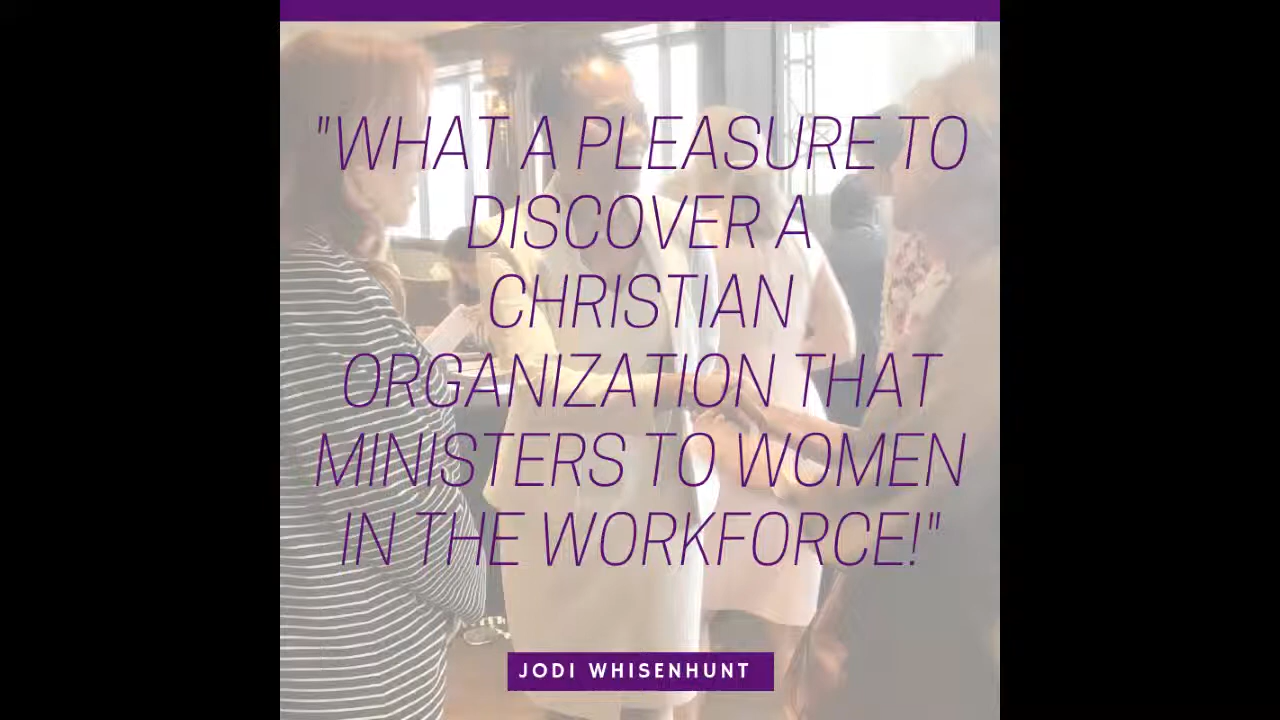 "WHAT A PLEASURE TO
DISCOVER A
CHRISTIAN
ORGANIZATION THAT
MINISTERS TO WOMEN
IN THE WORKFORCE!"
JODI WHISENHUNT